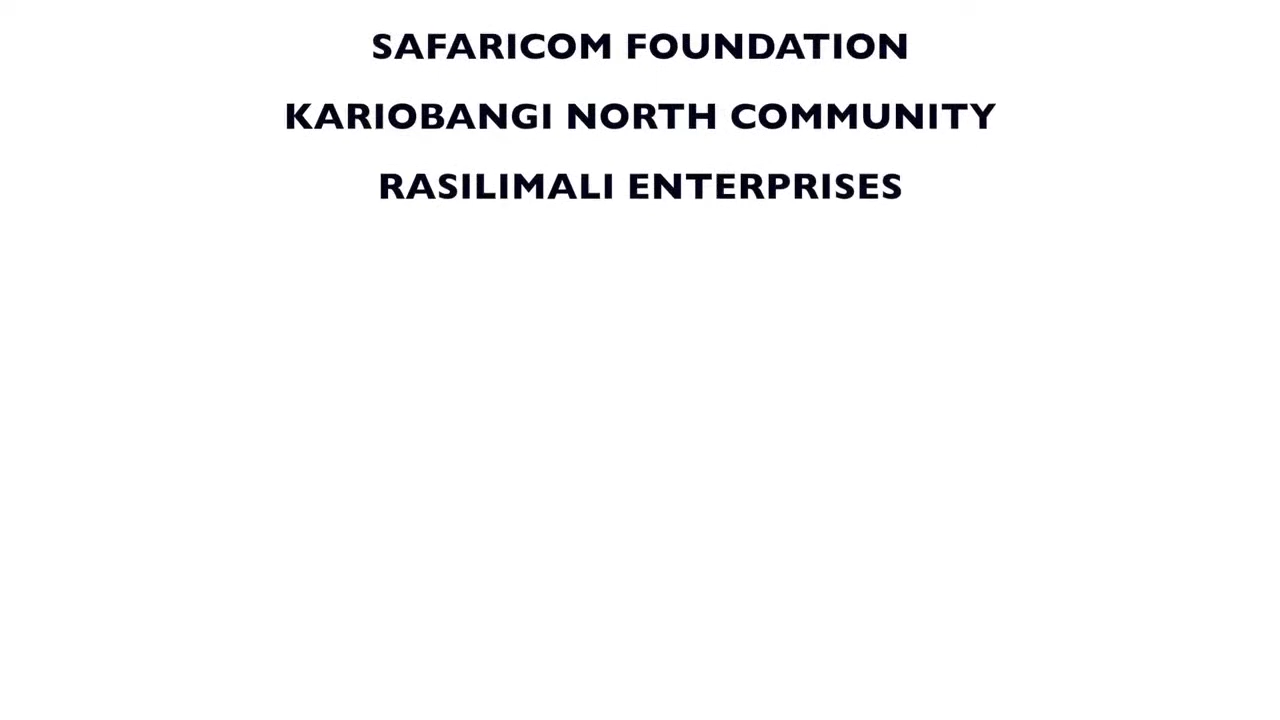 SAFARICOM FOUNDATION
KARIOBANGI NORTH COMMUNITY
RASILIMALI ENTERPRISES